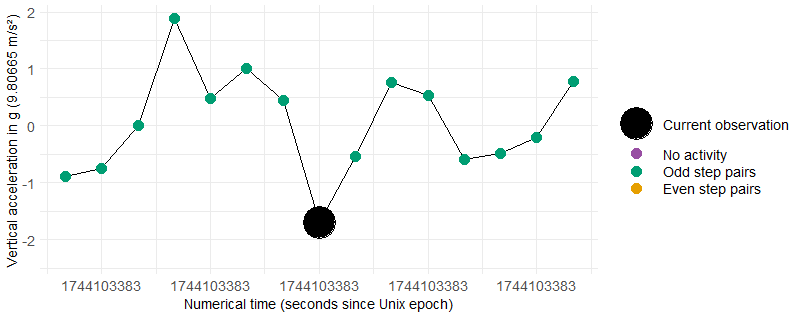 Vertical acceleration in g (9.80665 m/s²)
2
1
0
-1
-2
1744103383 1744103383 1744103383 1744103383 1744103383
Numerical time (seconds since Unix epoch)
Current observation
No activity
Odd step pairs
Even step pairs